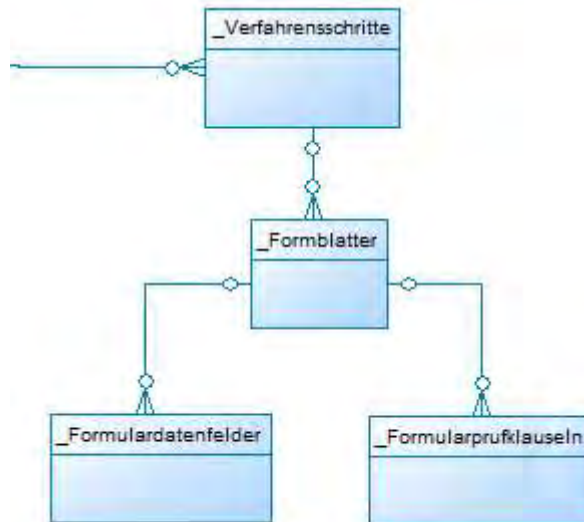 _Verfahrensschritte
_Formblatter
_Formulardatenfelder
_Formularprufklauseln